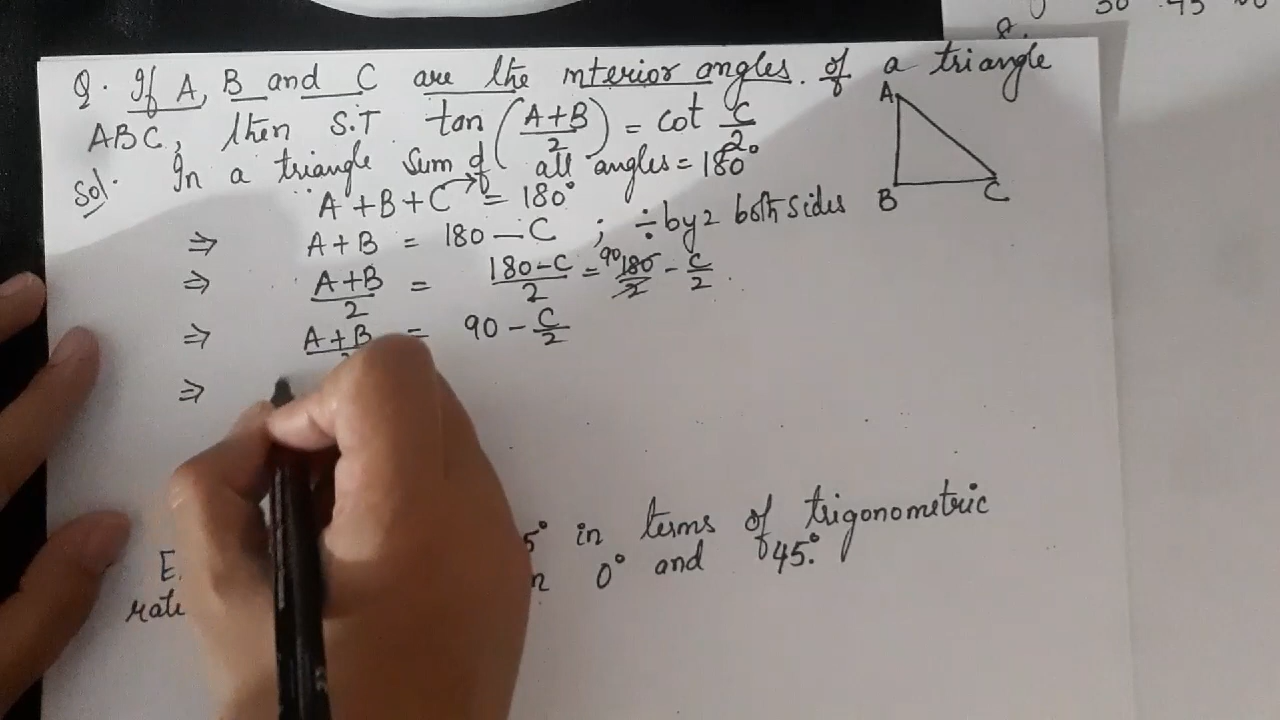 Q. If A, B and C are the interior angles of a triangle
ABC, then S.T tan (A+B/2) = cot C/2
Sol. In a triangle sum of all angles = 180°
A+B+C = 180°
⇒ A+B = 180-C ; ÷ by 2 both sides
⇒ A+B/2 = 180-C/2 = 90 180/2 - C/2
⇒ A+B = 90 - C/2
⇒
A
B C
E. 5° in terms of trigonometric
0° and 45°.